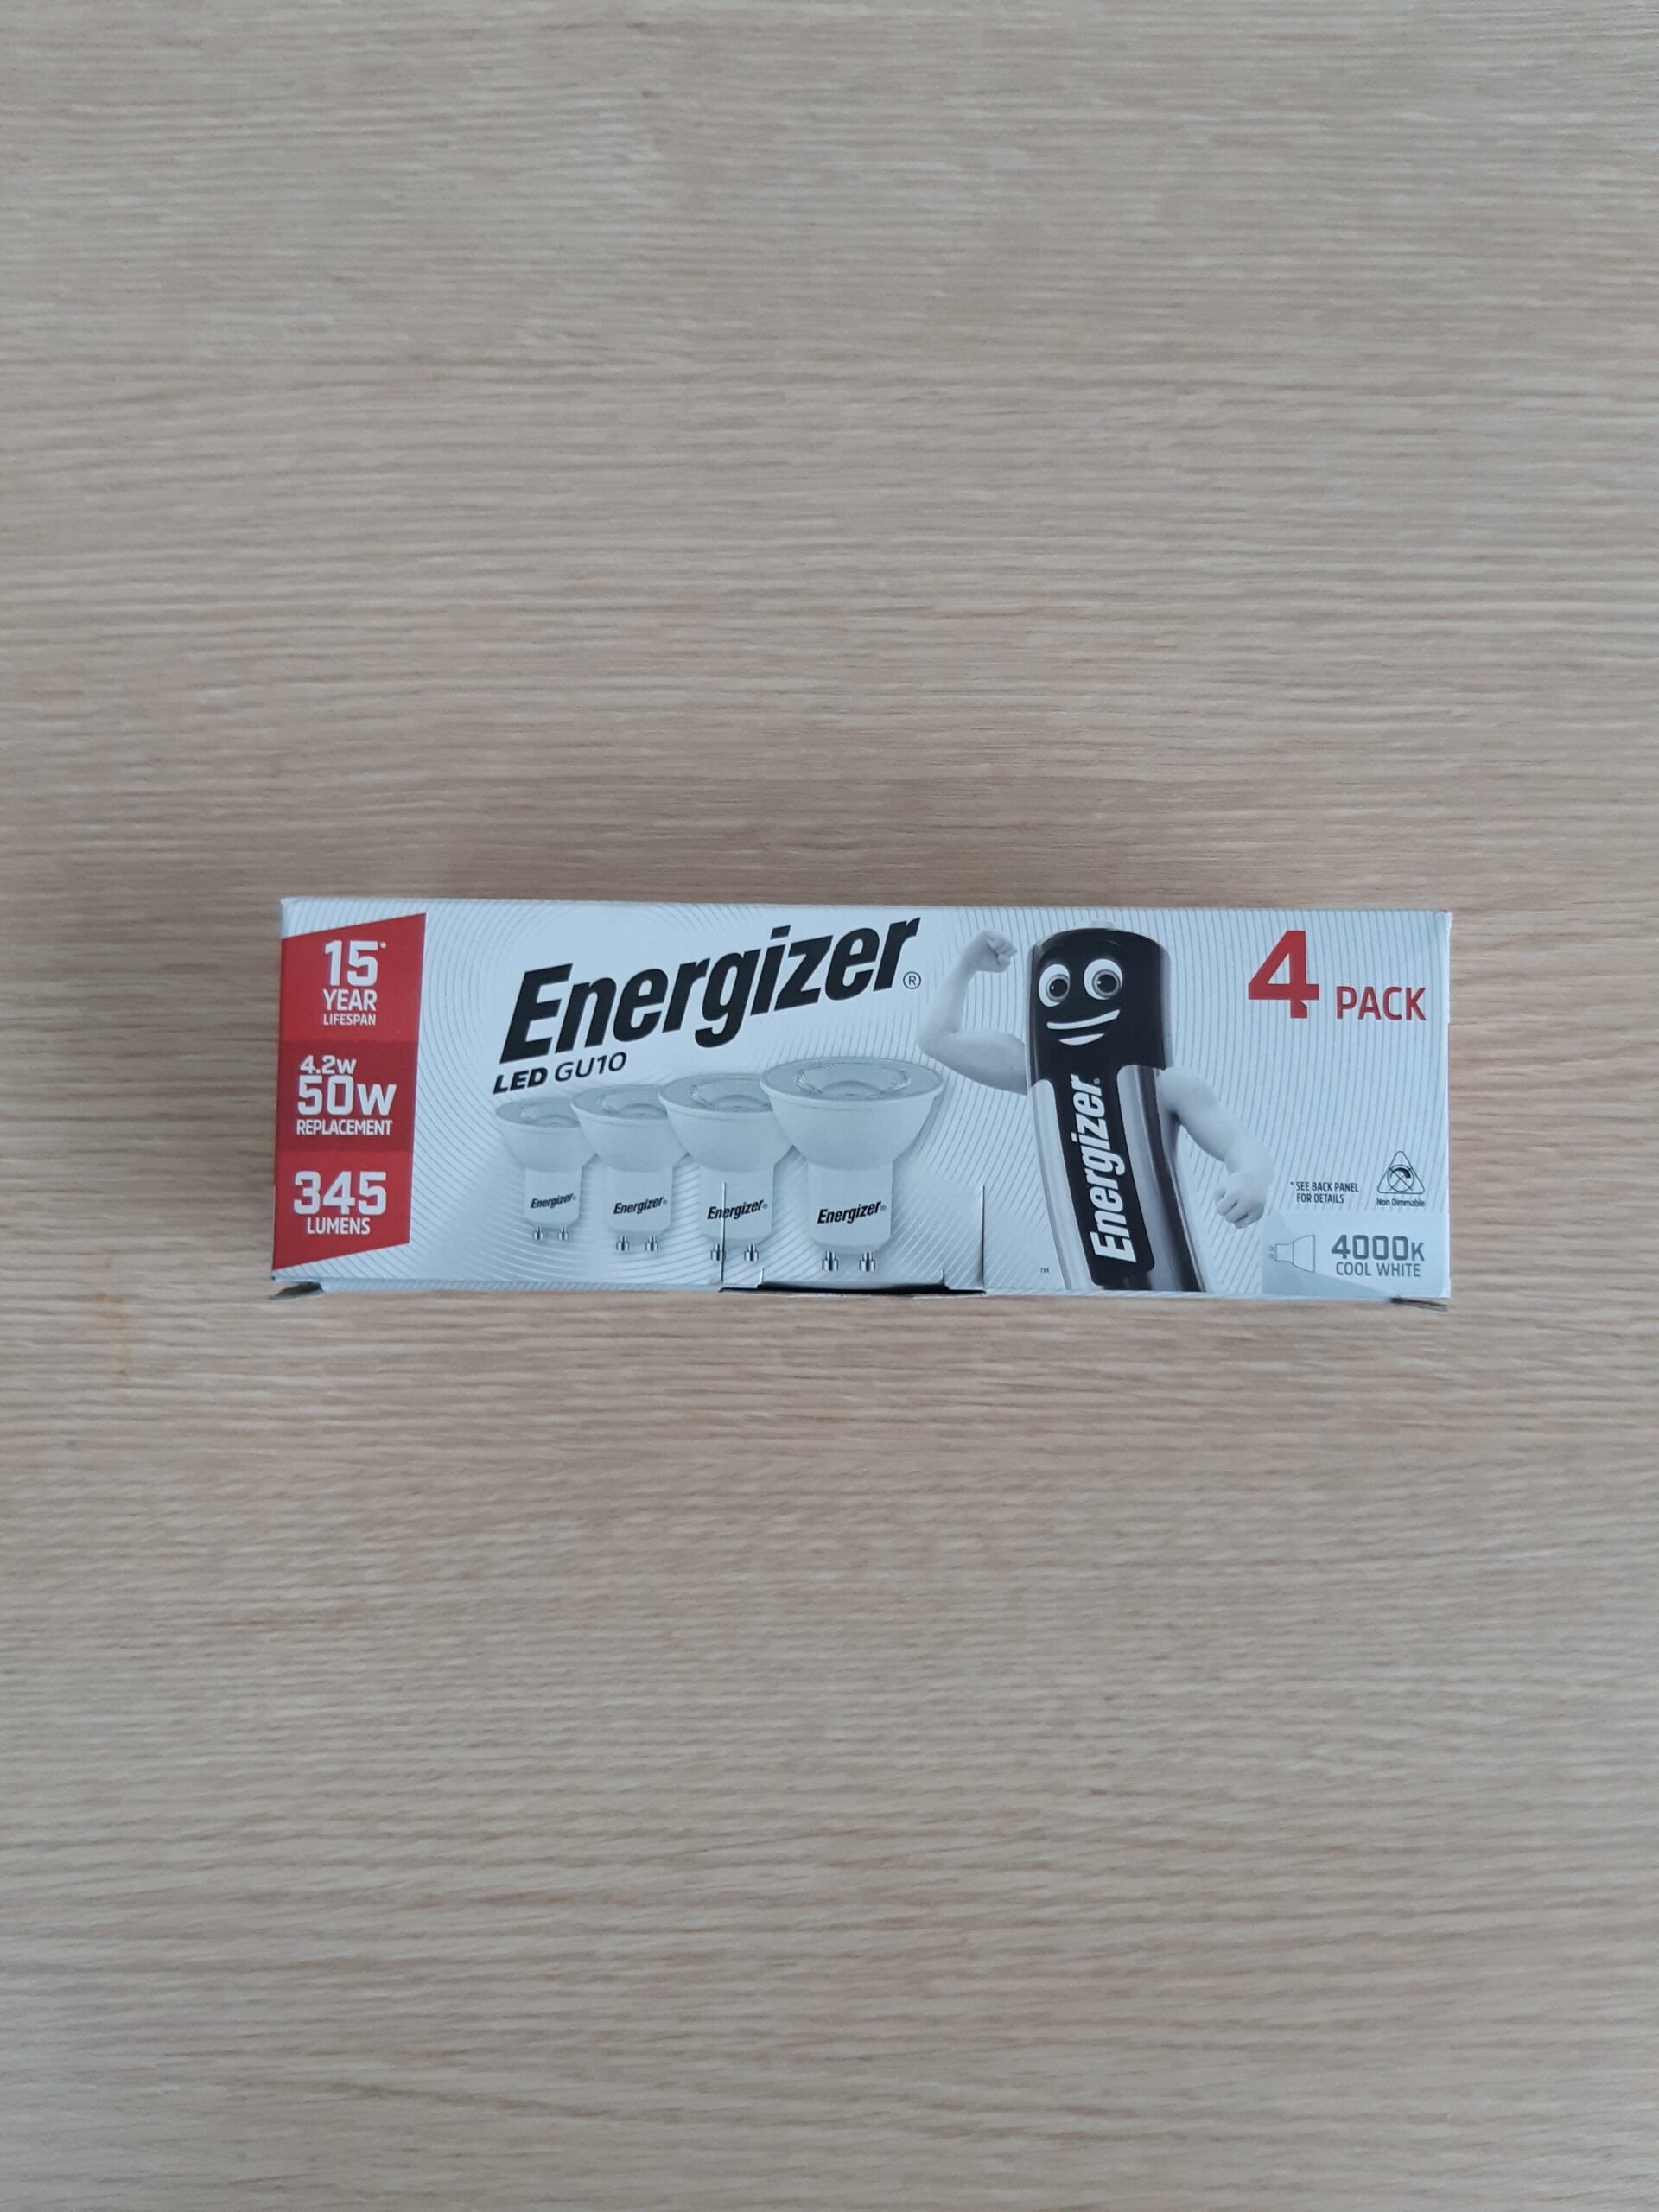 15*
YEAR
LIFESPAN
4.2W
50W
REPLACEMENT
345
LUMENS
Energizer®
LED GU10
Energizer®
Energizer®
Energizer®
Energizer®
Energizer®
™
4 PACK
* SEE BACK PANEL
FOR DETAILS
Non Dimmable
4000K
COOL WHITE